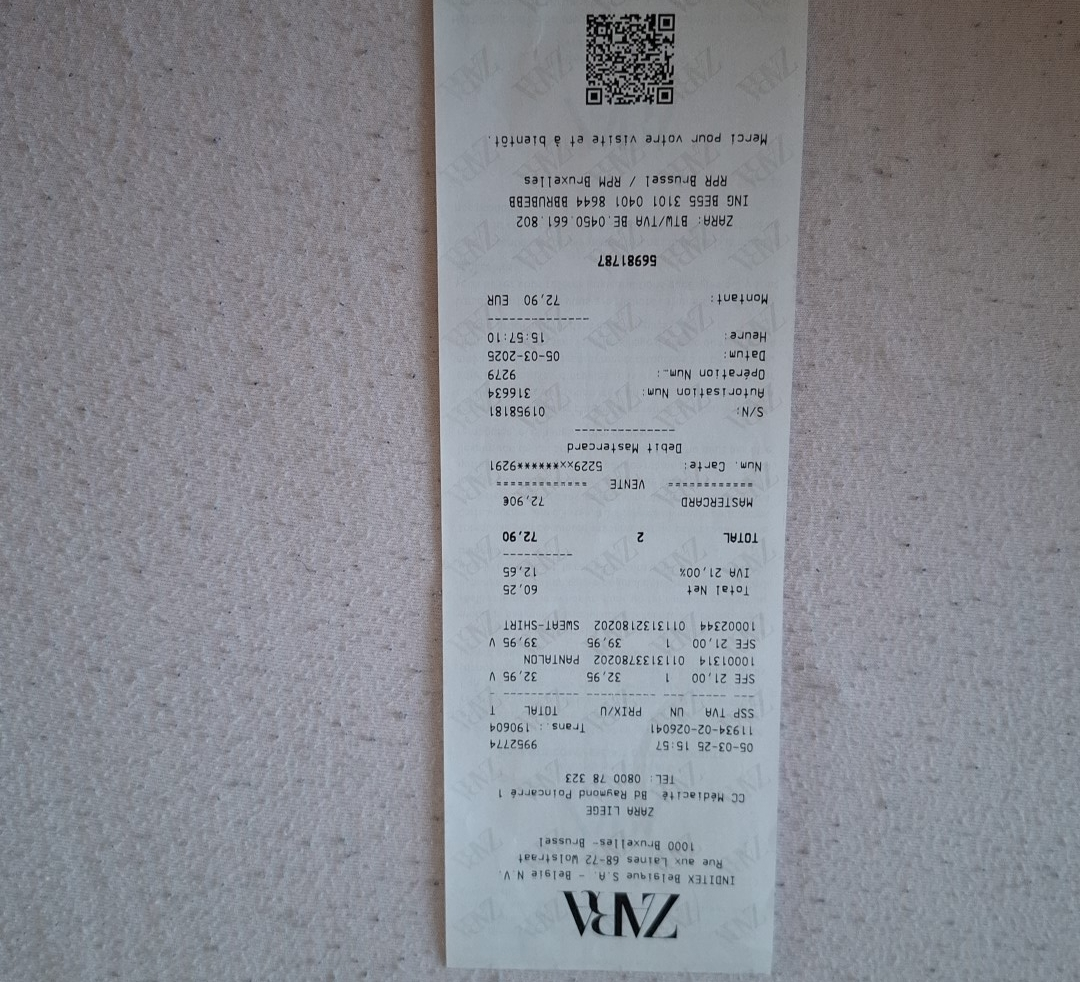 ZARA
INDITEX Belgique S.A. - Belgie N.V.
Rue aux Laines 68-72 Wolstraat
1000 Bruxelles- Brussel
ZARA LIEGE
CC Médiacité Bd Raymond Poincarré 1
TEL: 0800 78 323
05-03-25 15:57 9952774
11934-02-026041 Trans.: 190604
SSP TVA UN PRIX/U TOTAL T
SFE 21,00 1 32,95 32,95 V
10001314 0113133780202 PANTALON
SFE 21,00 1 39,95 39,95 V
10002344 0113132180202 SWEAT-SHIRT
Total Net 60,25
IVA 21,00% 12,65
TOTAL 2 72,90
MASTERCARD 72,90€
============ VENTE ============
Num. Carte: 5229xx******9291
Debit Mastercard
S/N: 01958181
Autorisation Num: 316634
Opération Num.: 9279
Datum: 05-03-2025
Heure: 15:57:10
Montant: 72,90 EUR
56981787
ZARA: BTW/TVA BE.0450.661.802
ING BE55 3101 0401 8644 BBRUBEBB
RPR Brussel / RPM Bruxelles
Merci pour votre visite et à bientôt.